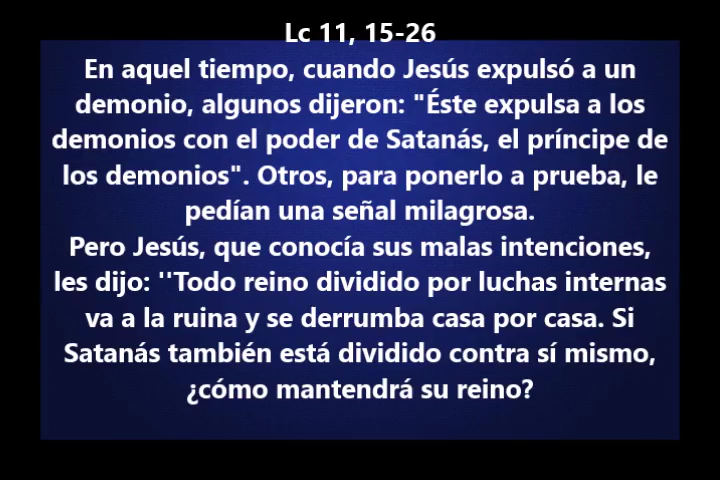 Lc 11, 15-26
En aquel tiempo, cuando Jesús expulsó a un
demonio, algunos dijeron: "Éste expulsa a los
demonios con el poder de Satanás, el príncipe de
los demonios". Otros, para ponerlo a prueba, le
pedían una señal milagrosa.
Pero Jesús, que conocía sus malas intenciones,
les dijo: ''Todo reino dividido por luchas internas
va a la ruina y se derrumba casa por casa. Si
Satanás también está dividido contra sí mismo,
¿cómo mantendrá su reino?